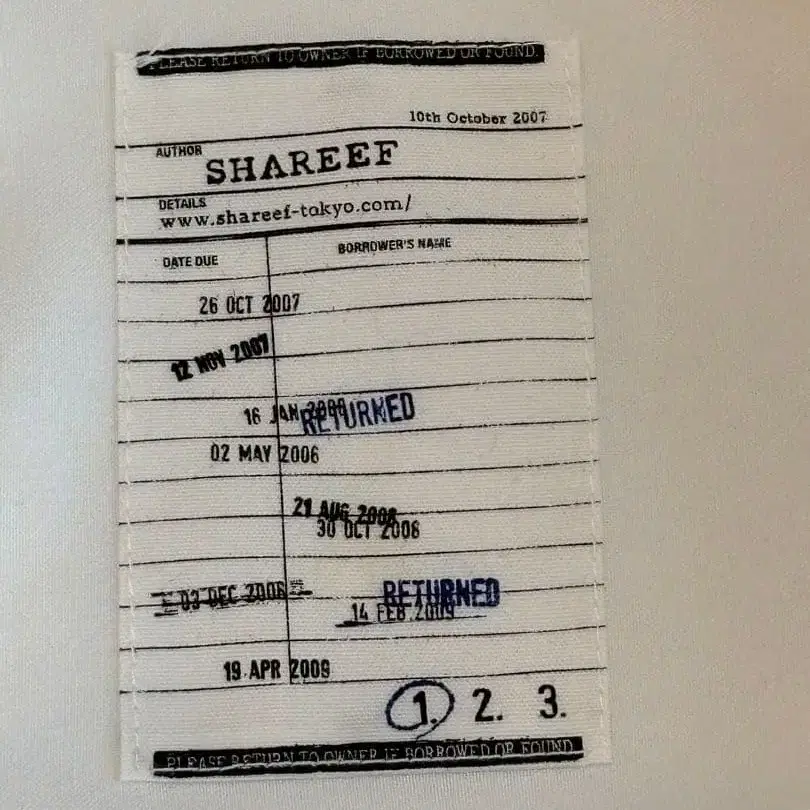 PLEASE RETURN TO OWNER IF BORROWED OR FOUND.
10th October 2007
AUTHOR
SHAREEF
DETAILS
www.shareef-tokyo.com/
DATE DUE
BORROWER'S NAME
26 OCT 2007
12 NOV 2007
16 JAN
RETURNED
02 MAY 2006
21 AUG 2008
30 OCT 2008
03 DEC 2006
RETURNED
14 FEB 2009
19 APR 2009
1. 2. 3.
PLEASE RETURN TO OWNER IF BORROWED OR FOUND.